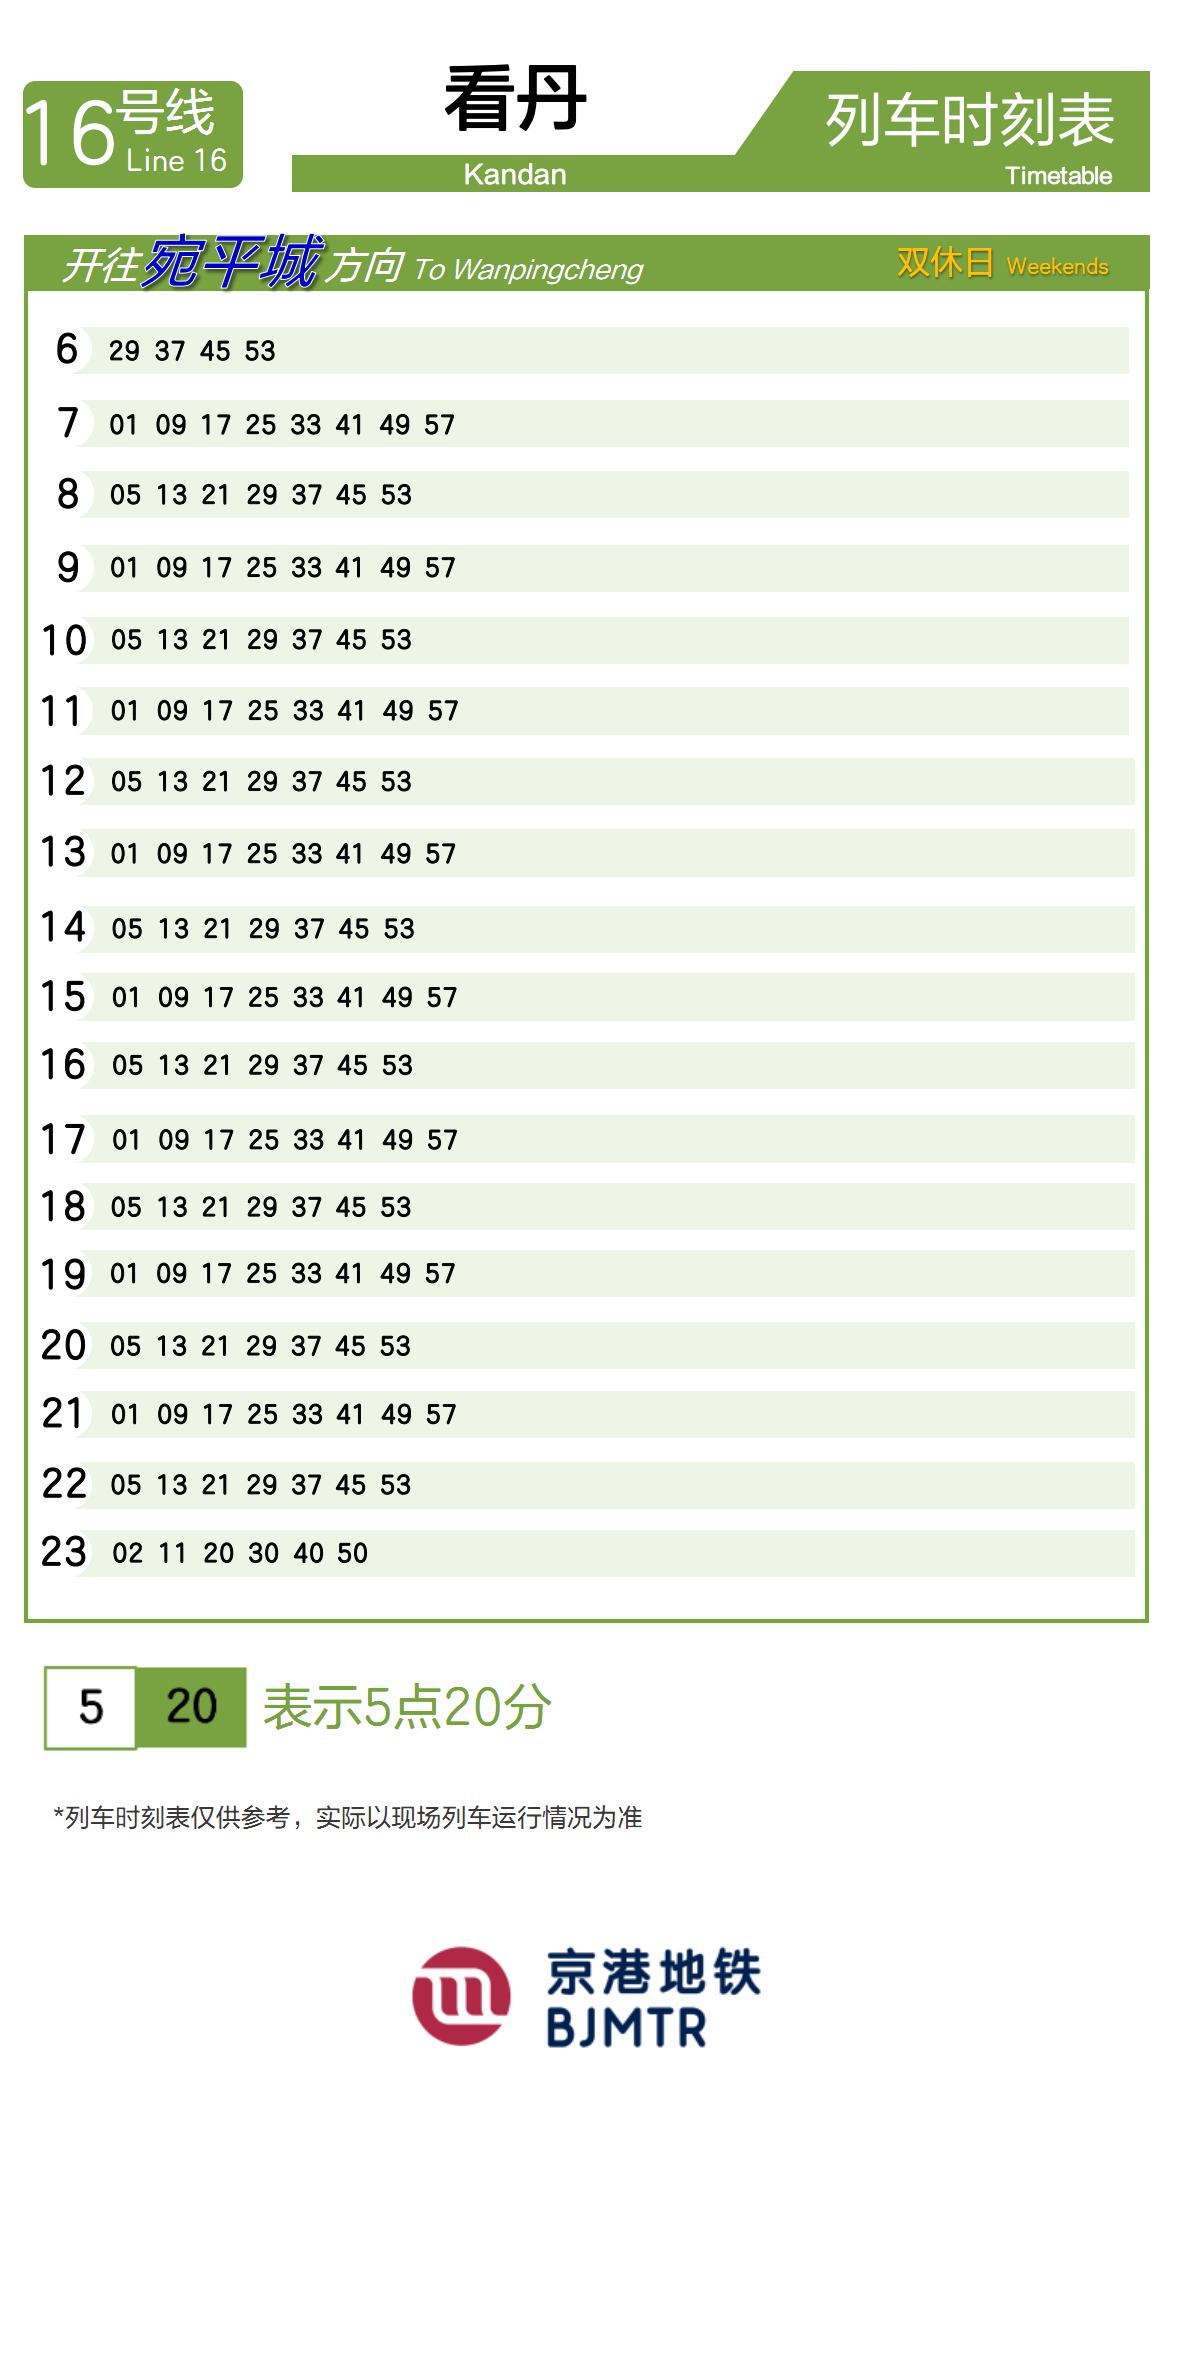 16号线
Line 16
看丹
Kandan
列车时刻表
Timetable
开往宛平城方向 To Wanpingcheng
双休日 Weekends
6 29 37 45 53
7 01 09 17 25 33 41 49 57
8 05 13 21 29 37 45 53
9 01 09 17 25 33 41 49 57
10 05 13 21 29 37 45 53
11 01 09 17 25 33 41 49 57
12 05 13 21 29 37 45 53
13 01 09 17 25 33 41 49 57
14 05 13 21 29 37 45 53
15 01 09 17 25 33 41 49 57
16 05 13 21 29 37 45 53
17 01 09 17 25 33 41 49 57
18 05 13 21 29 37 45 53
19 01 09 17 25 33 41 49 57
20 05 13 21 29 37 45 53
21 01 09 17 25 33 41 49 57
22 05 13 21 29 37 45 53
23 02 11 20 30 40 50
5 20 表示5点20分
*列车时刻表仅供参考，实际以现场列车运行情况为准
京港地铁
BJMTR